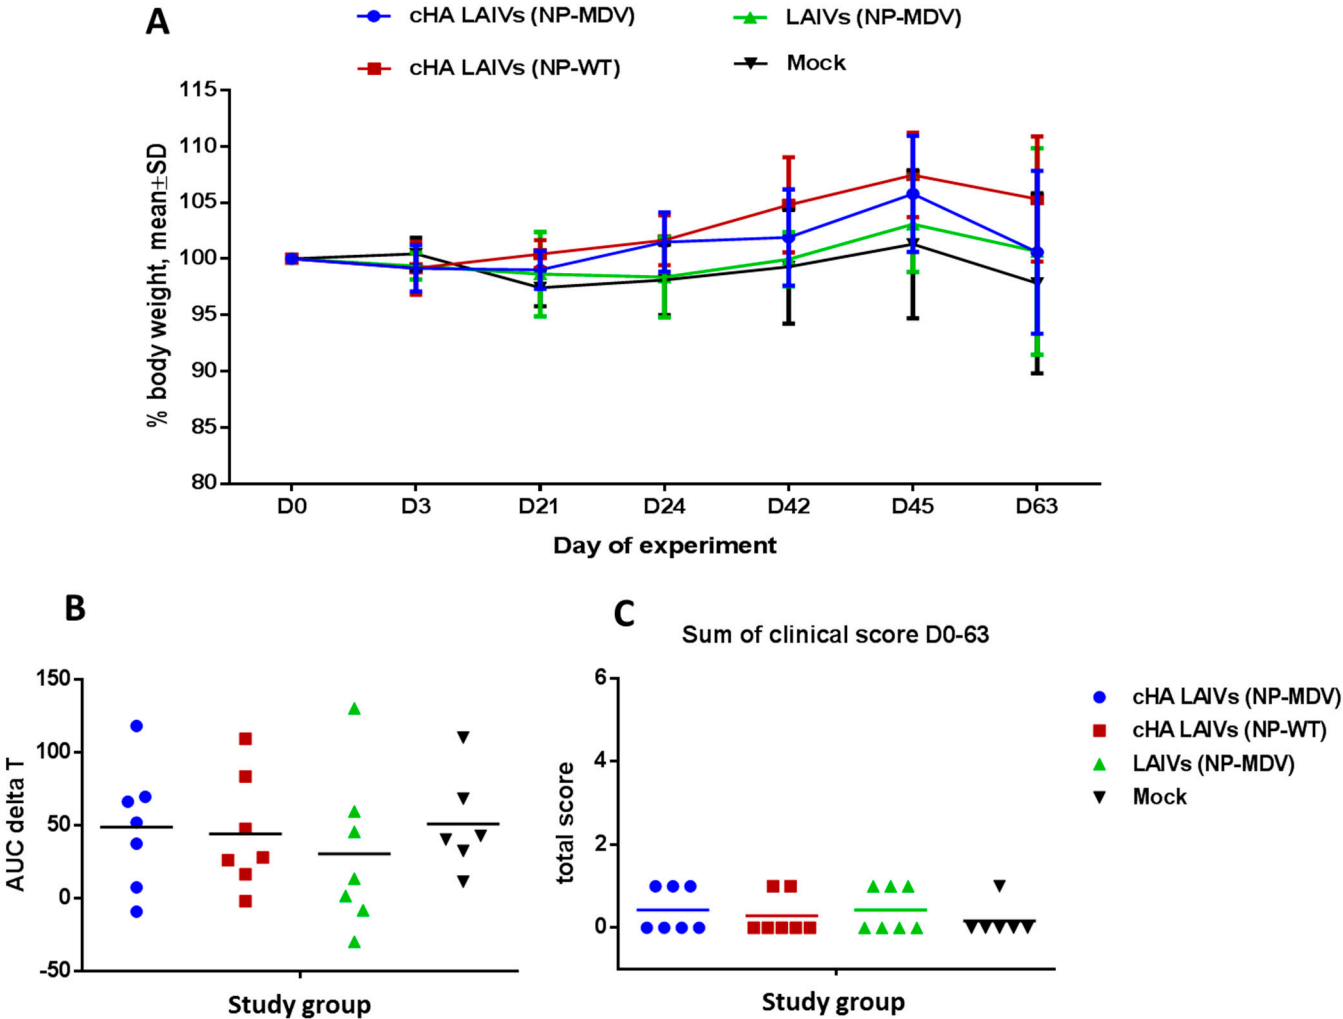 A
cHA LAIVs (NP-MDV)
LAIVs (NP-MDV)
cHA LAIVs (NP-WT)
Mock
% body weight, mean±SD
115
110
105
100
95
90
85
80
D0 D3 D21 D24 D42 D45 D63
Day of experiment
B
AUC delta T
150
100
50
0
-50
Study group
C
Sum of clinical score D0-63
total score
6
4
2
0
Study group
cHA LAIVs (NP-MDV)
cHA LAIVs (NP-WT)
LAIVs (NP-MDV)
Mock